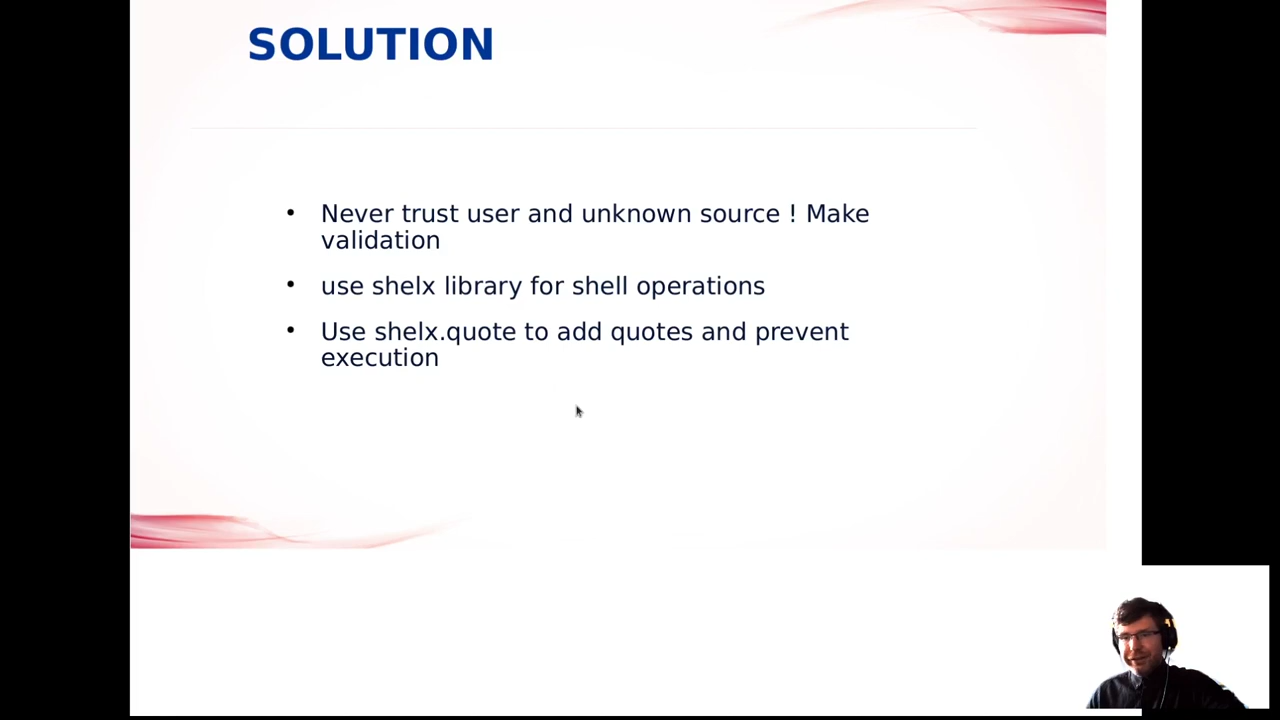 SOLUTION
• Never trust user and unknown source ! Make
validation
• use shelx library for shell operations
• Use shelx.quote to add quotes and prevent
execution